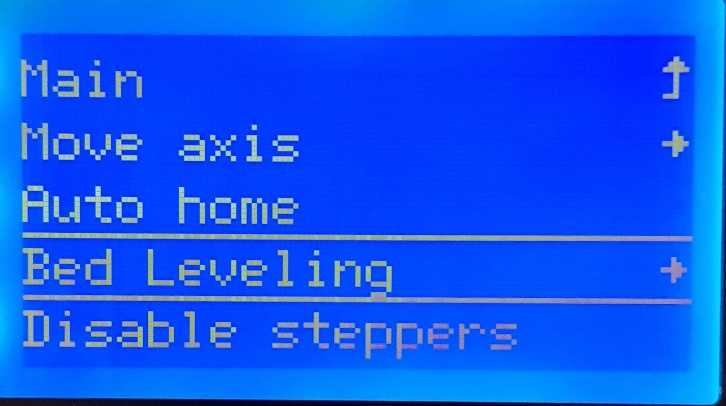 Main
Move axis
Auto home
Bed Leveling
Disable steppers